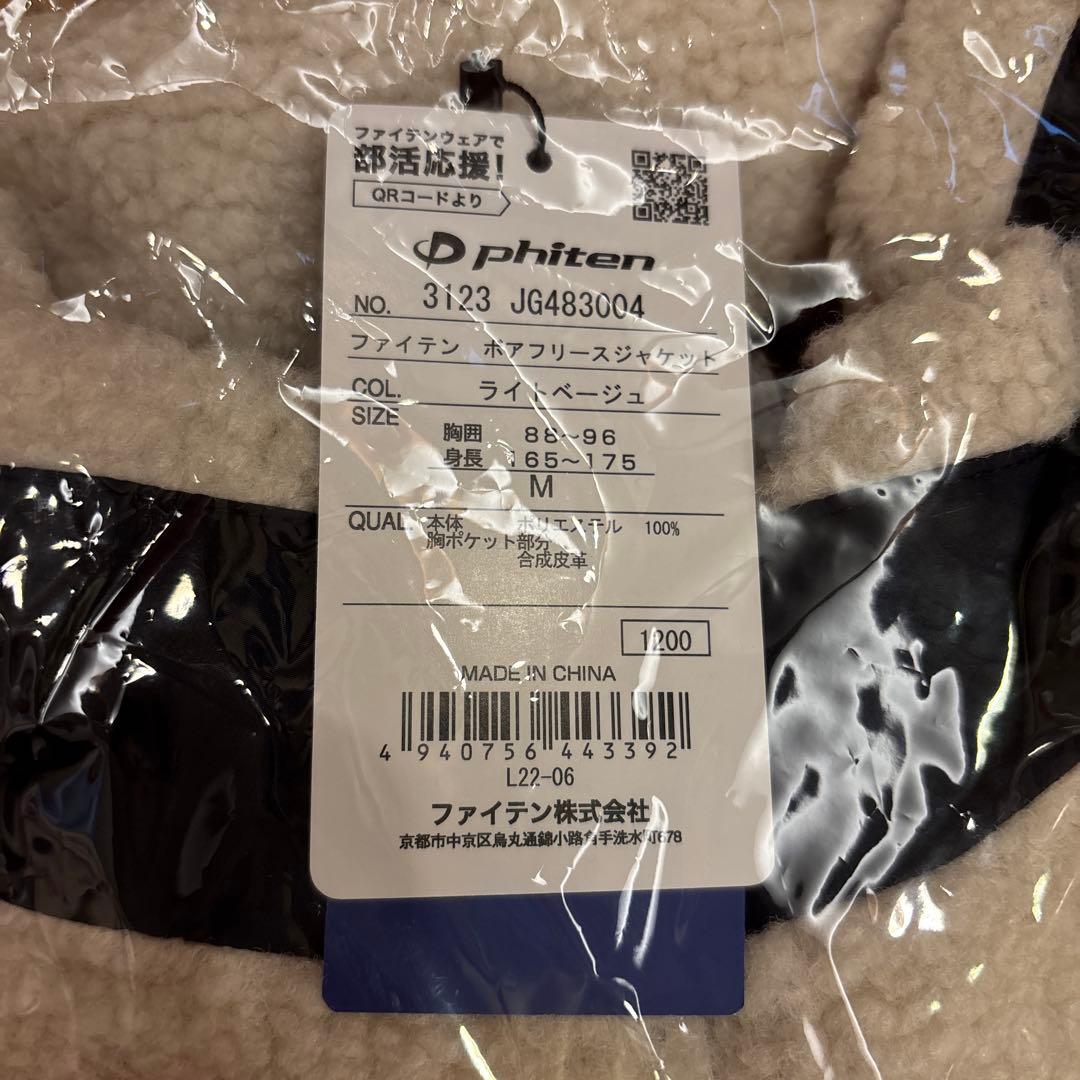 ファイテンウェアで
部活応援!
QRコードより
phiten
NO. 3123 JG483004
ファイテン ボアフリースジャケット
COL. ライトベージュ
SIZE
胸囲 88~96
身長 165~175
M
QUAL. 本体 ポリエステル 100%
胸ポケット部分
合成皮革
1200
MADE IN CHINA
4 940756 443392
L22-06
ファイテン株式会社
京都市中京区烏丸通錦小路角手洗水町678